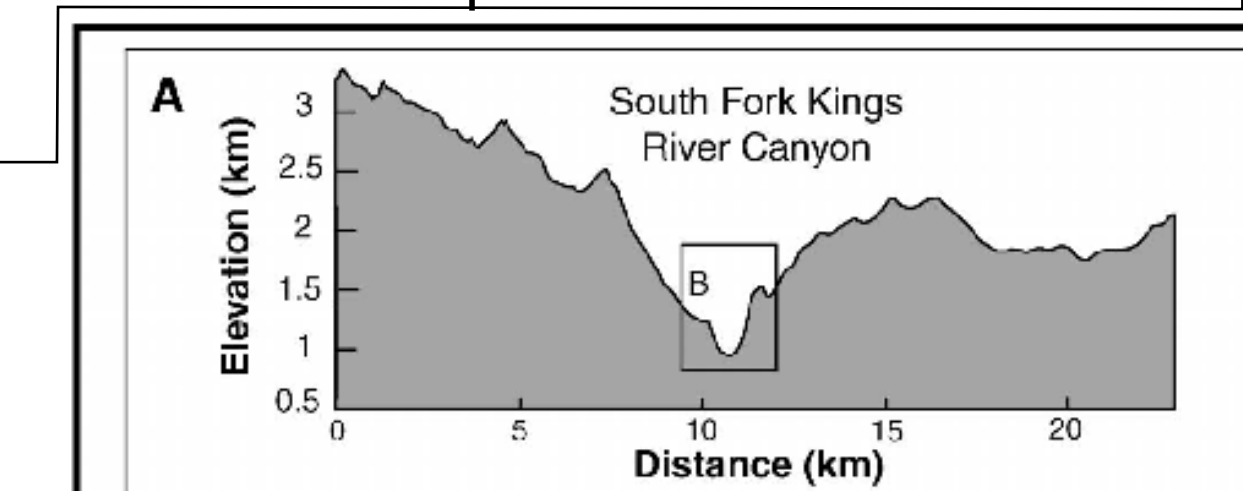 A
South Fork Kings
River Canyon
Elevation (km)
3
2.5
2
1.5
1
0.5
B
0 5 10 15 20
Distance (km)